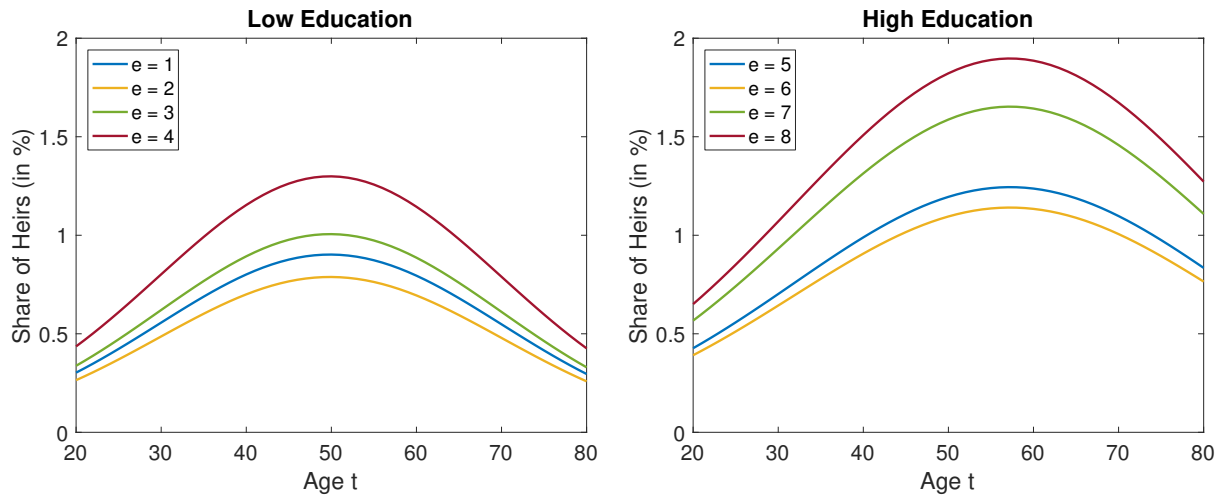 Low Education
Share of Heirs (in %)
2
1.5
1
0.5
0
e = 1
e = 2
e = 3
e = 4
20 30 40 50 60 70 80
Age t
High Education
Share of Heirs (in %)
2
1.5
1
0.5
0
e = 5
e = 6
e = 7
e = 8
20 30 40 50 60 70 80
Age t